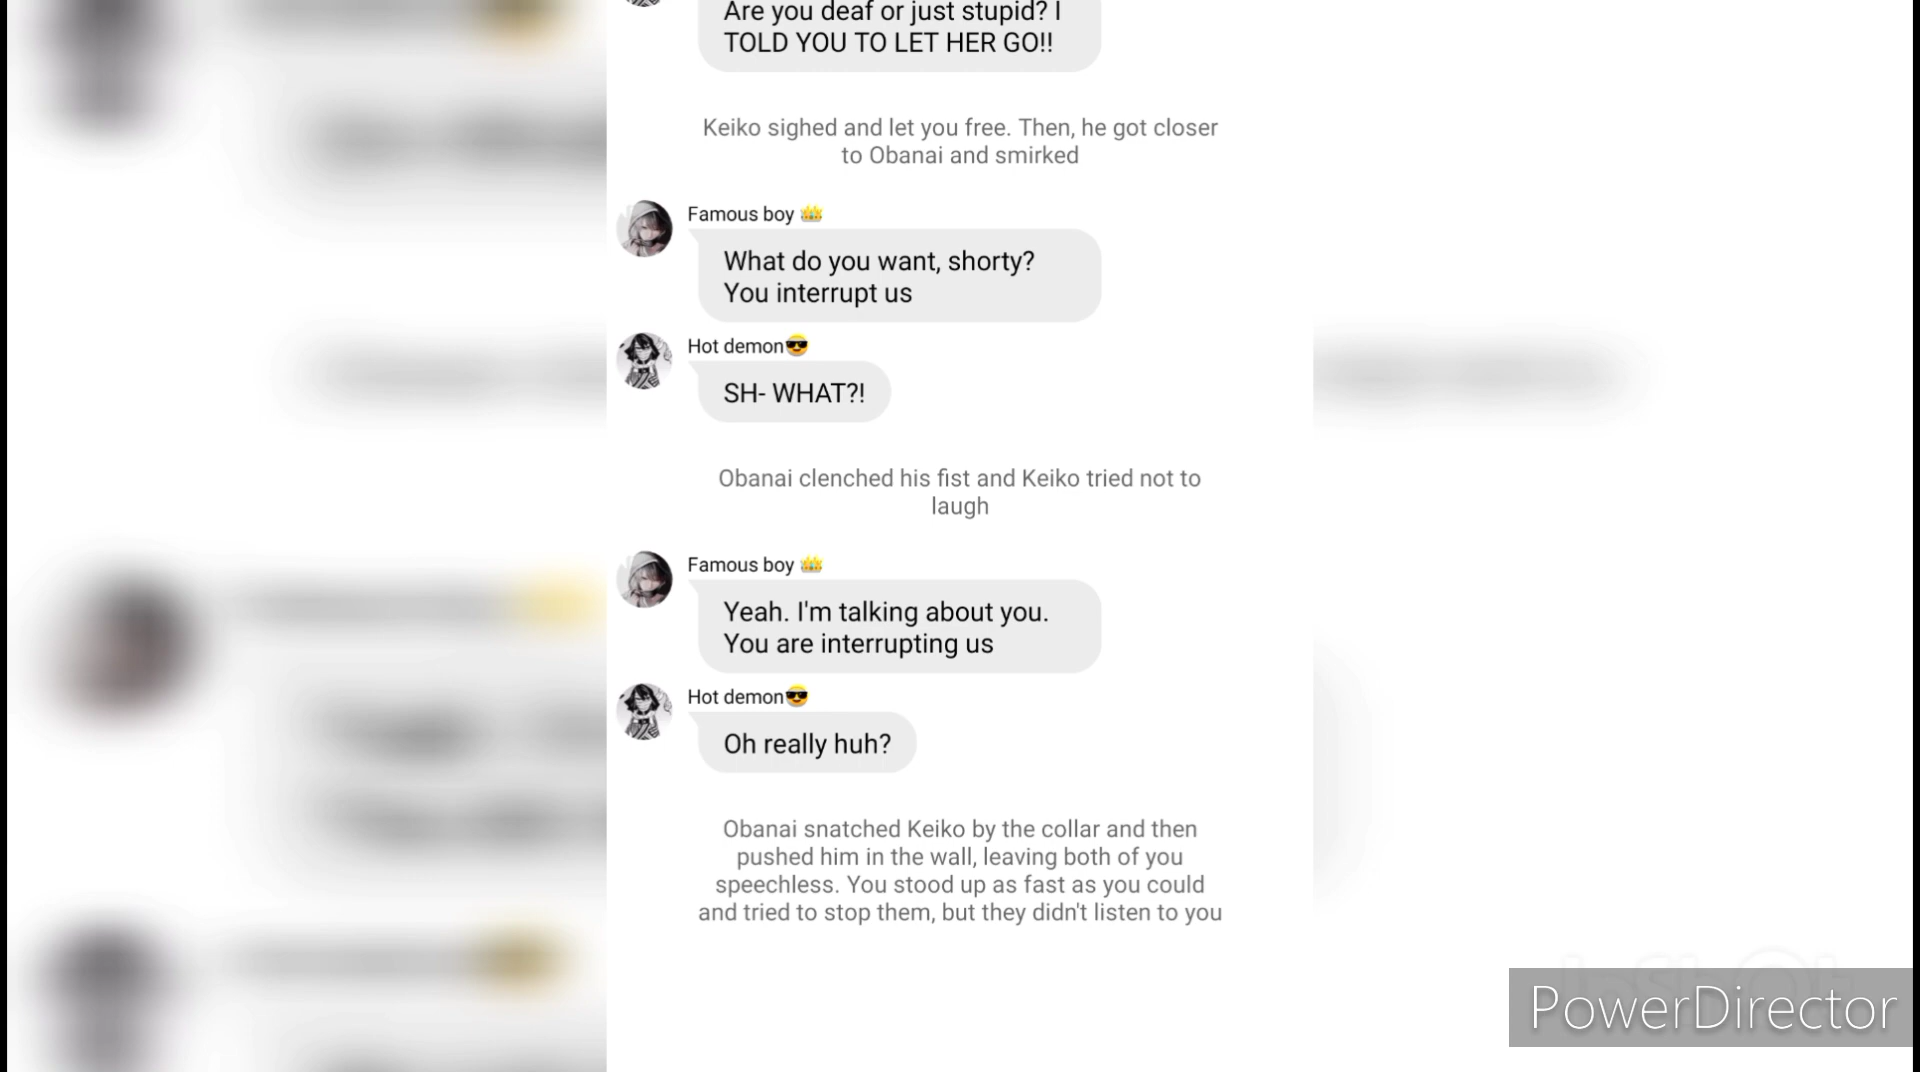 Are you deaf or just stupid? I
TOLD YOU TO LET HER GO!!
Keiko sighed and let you free. Then, he got closer
to Obanai and smirked
Famous boy 👑
What do you want, shorty?
You interrupt us
Hot demon😎
SH- WHAT?!
Obanai clenched his fist and Keiko tried not to
laugh
Famous boy 👑
Yeah. I'm talking about you.
You are interrupting us
Hot demon😎
Oh really huh?
Obanai snatched Keiko by the collar and then
pushed him in the wall, leaving both of you
speechless. You stood up as fast as you could
and tried to stop them, but they didn't listen to you
InShOt
PowerDirector